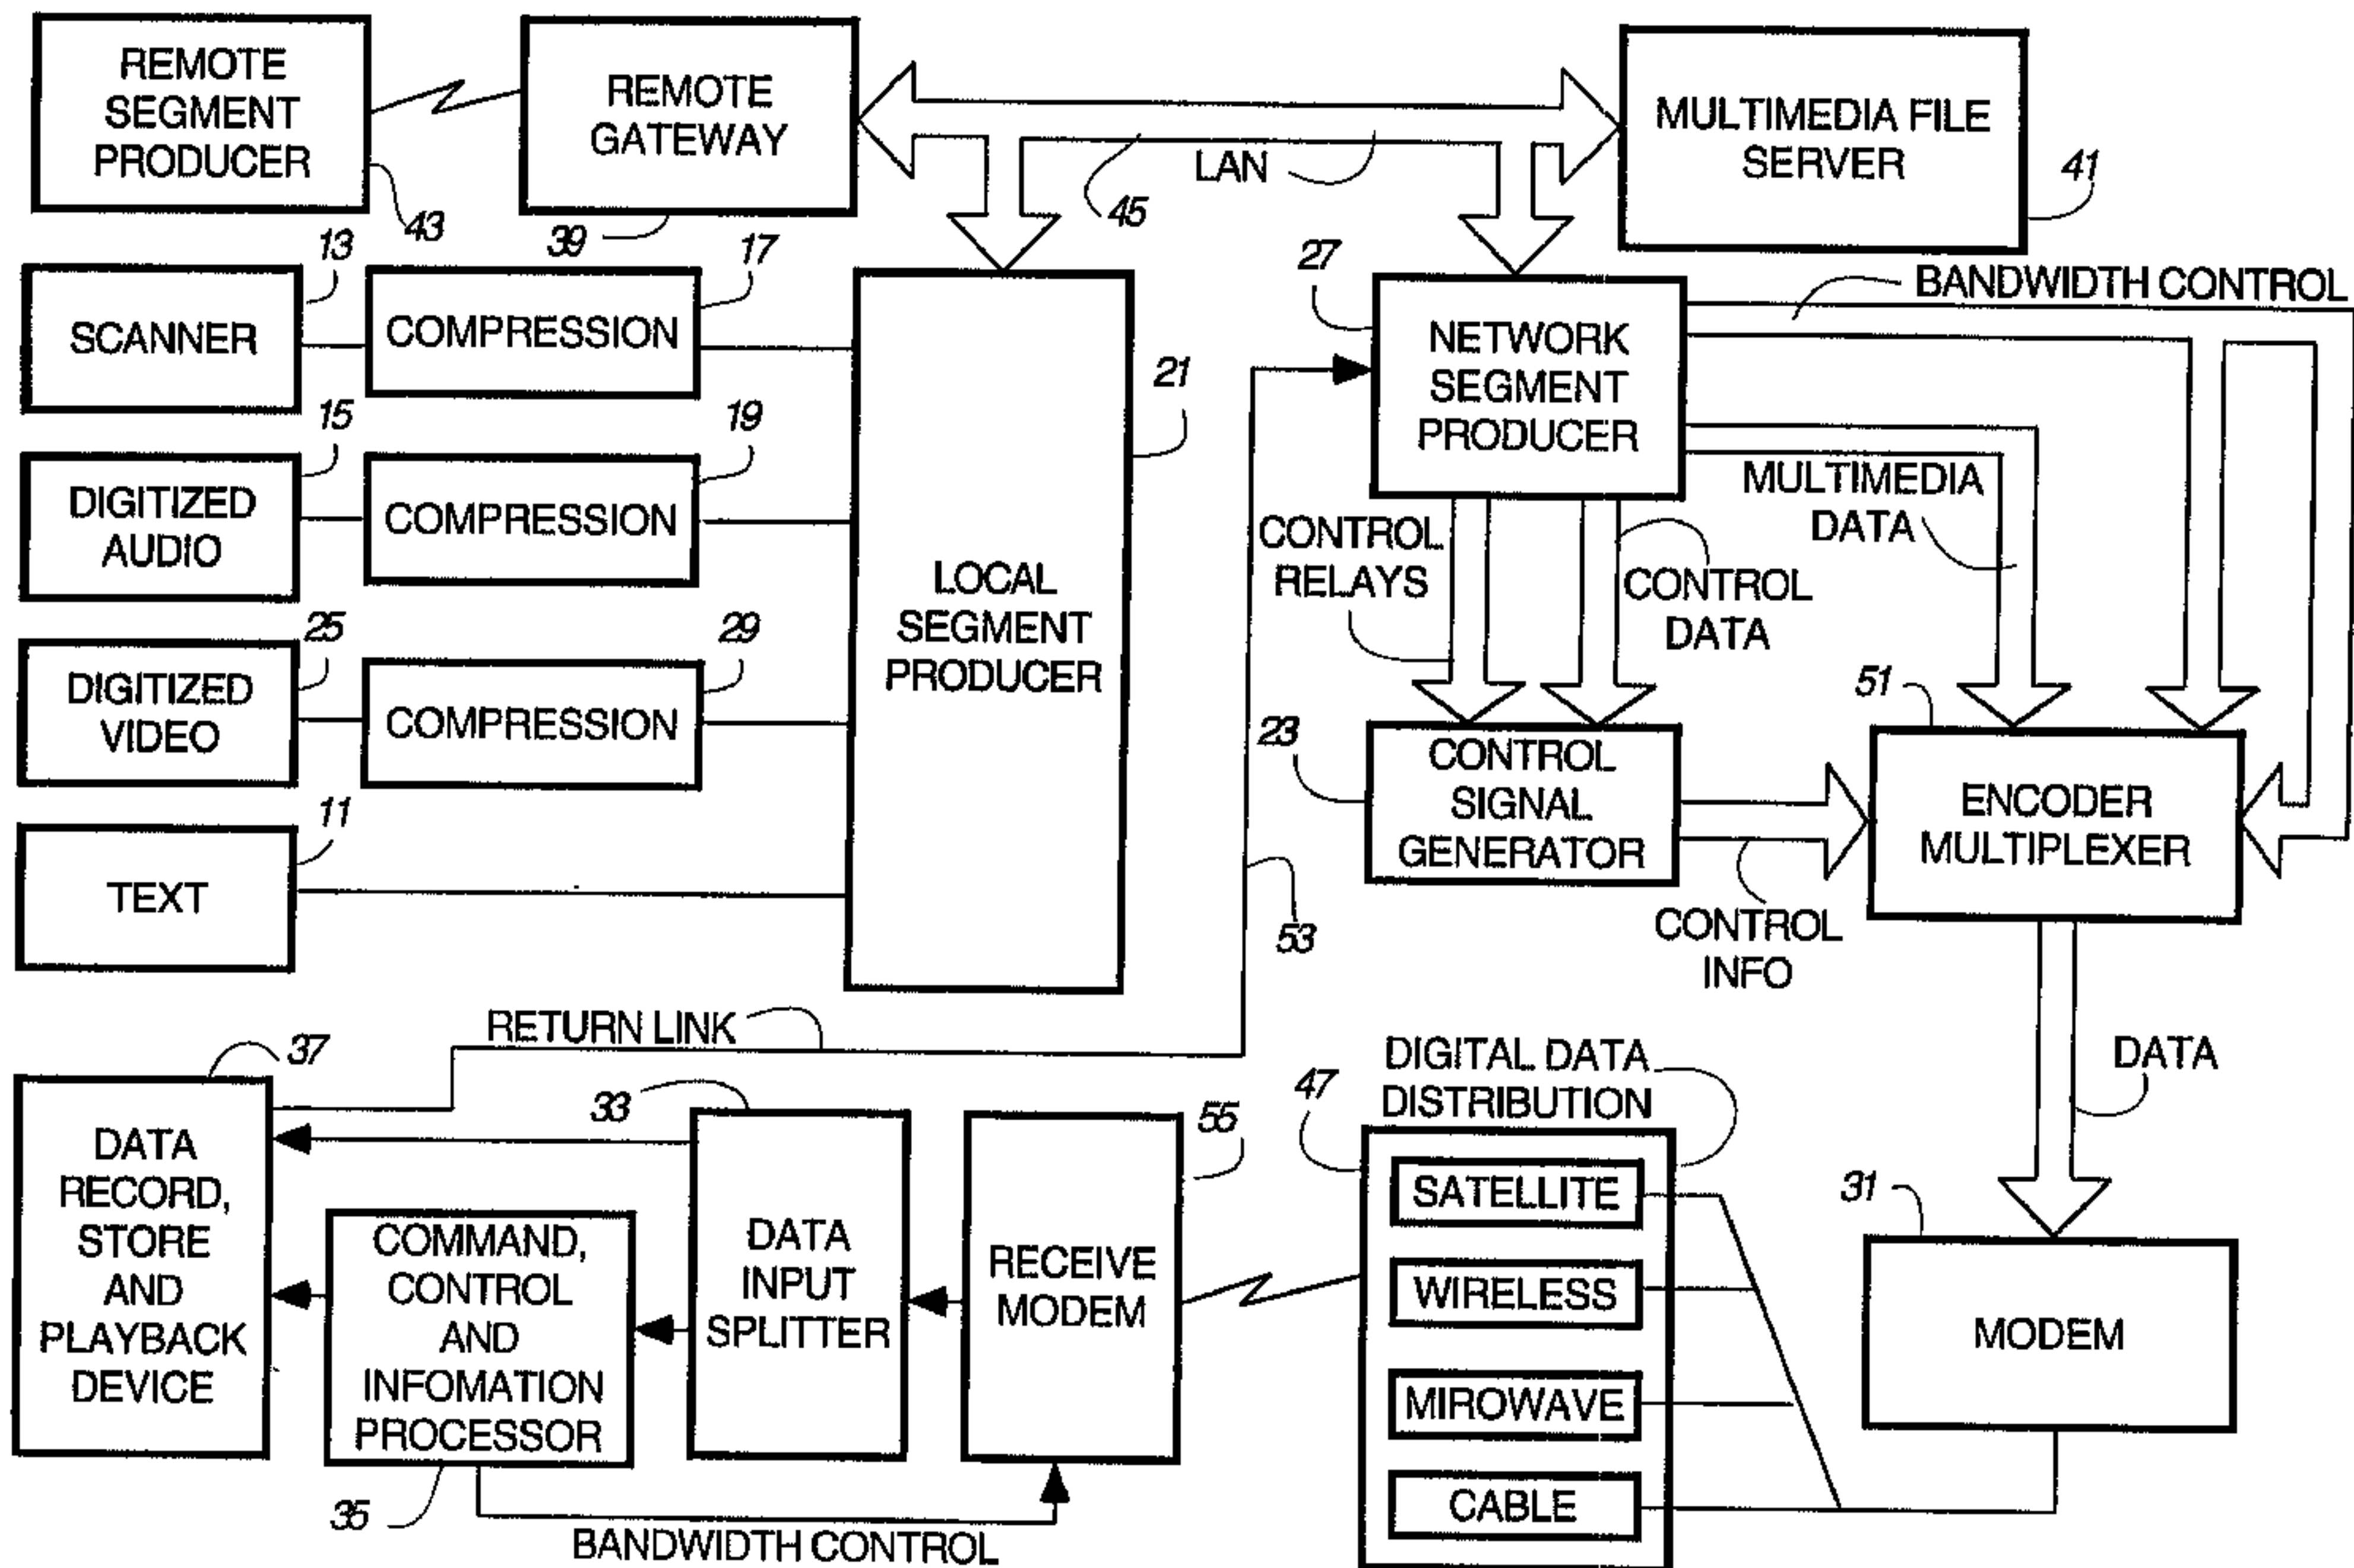 REMOTE
SEGMENT
PRODUCER
43
REMOTE
GATEWAY
39
LAN
45
MULTIMEDIA FILE
SERVER
41
13
SCANNER
17
COMPRESSION
15
DIGITIZED
AUDIO
19
COMPRESSION
25
DIGITIZED
VIDEO
29
COMPRESSION
11
TEXT
21
LOCAL
SEGMENT
PRODUCER
27
NETWORK
SEGMENT
PRODUCER
BANDWIDTH CONTROL
MULTIMEDIA
DATA
CONTROL
RELAYS
CONTROL
DATA
23
CONTROL
SIGNAL
GENERATOR
51
ENCODER
MULTIPLEXER
CONTROL
INFO
53
RETURN LINK
37
DATA
RECORD,
STORE
AND
PLAYBACK
DEVICE
COMMAND,
CONTROL
AND
INFOMATION
PROCESSOR
35
33
DATA
INPUT
SPLITTER
55
RECEIVE
MODEM
BANDWIDTH CONTROL
DIGITAL DATA
DISTRIBUTION
47
SATELLITE
WIRELESS
MIROWAVE
CABLE
DATA
31
MODEM